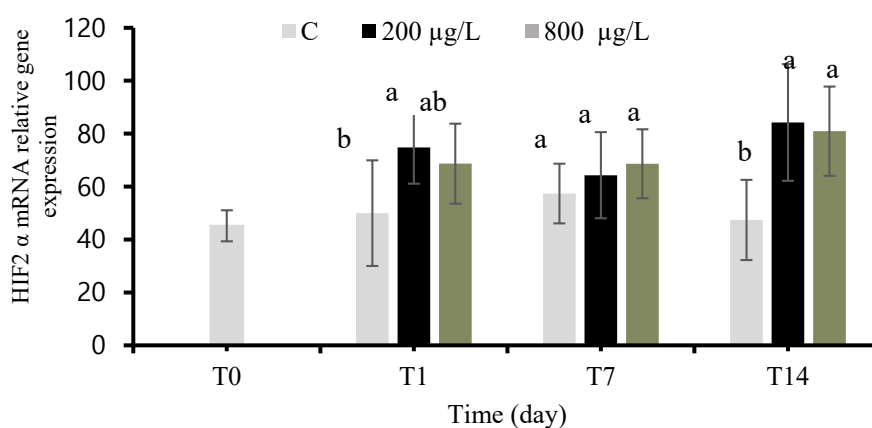 C 200 µg/L 800 µg/L
HIF2 α mRNA relative gene
expression
120
100
80
60
40
20
0
b a ab
a a a
b a a
T0 T1 T7 T14
Time (day)